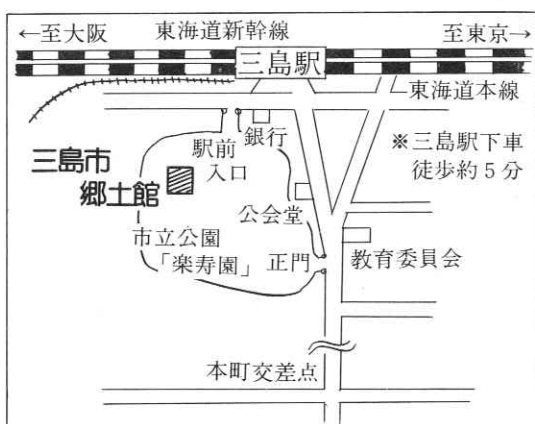 ←至大阪
東海道新幹線
至東京→
三島駅
東海道本線
銀行
駅前
入口
※三島駅下車
徒歩約5分
三島市
郷土館
公会堂
市立公園
「楽寿園」
正門
教育委員会
本町交差点